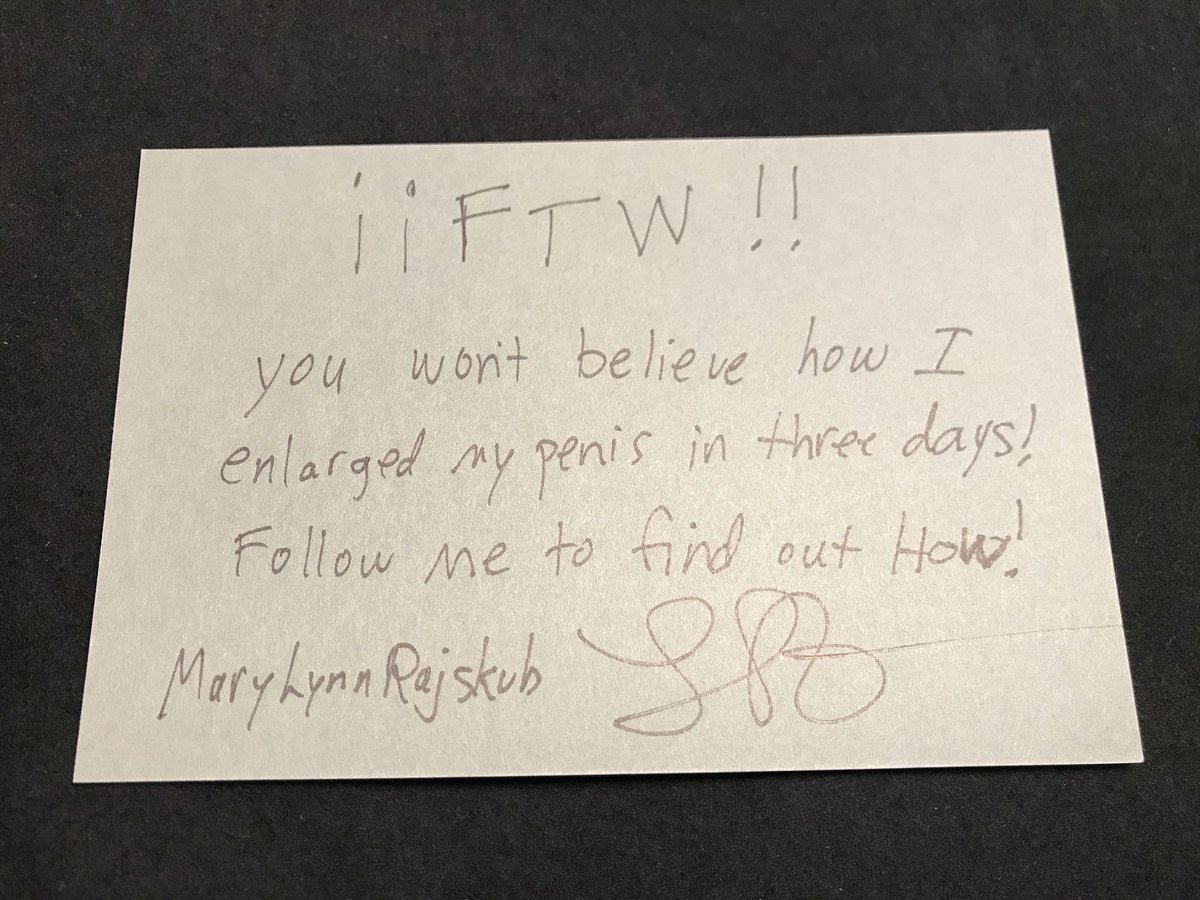 ¡¡FTW!!
you won't believe how I
enlarged my penis in three days!
Follow me to find out How!
MaryLynnRajskub